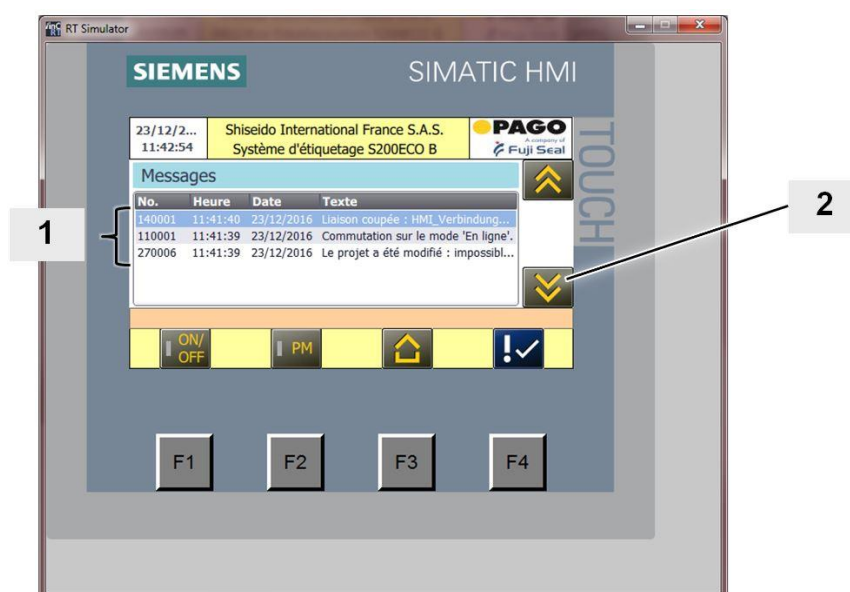 RT Simulator
SIEMENS
SIMATIC HMI
TOUCH
23/12/2...
11:42:54
Shiseido International France S.A.S.
Système d'étiquetage S200ECO B
PAGO
A company of
Fuji Seal
Messages
No. Heure Date Texte
140001 11:41:40 23/12/2016 Liaison coupée : HMI_Verbindung...
110001 11:41:39 23/12/2016 Commutation sur le mode 'En ligne'.
270006 11:41:39 23/12/2016 Le projet a été modifié : impossibl...
1
2
ON/
OFF
PM
F1 F2 F3 F4